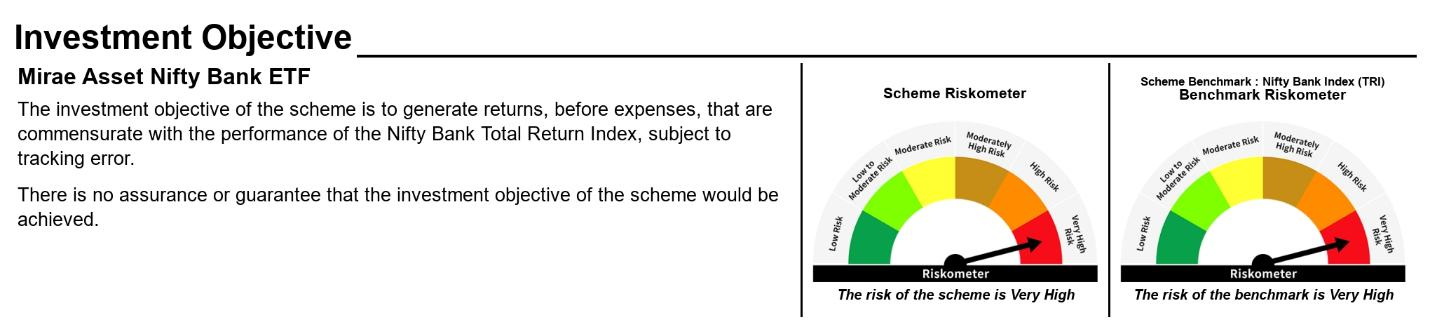 Investment Objective
Mirae Asset Nifty Bank ETF
The investment objective of the scheme is to generate returns, before expenses, that are
commensurate with the performance of the Nifty Bank Total Return Index, subject to
tracking error.
There is no assurance or guarantee that the investment objective of the scheme would be
achieved.
Scheme Riskometer
Low Risk
Low to
Moderate Risk
Moderate Risk
Moderately
High Risk
High Risk
Very High
Risk
Riskometer
The risk of the scheme is Very High
Scheme Benchmark : Nifty Bank Index (TRI)
Benchmark Riskometer
Low Risk
Low to
Moderate Risk
Moderate Risk
Moderately
High Risk
High Risk
Very High
Risk
Riskometer
The risk of the benchmark is Very High